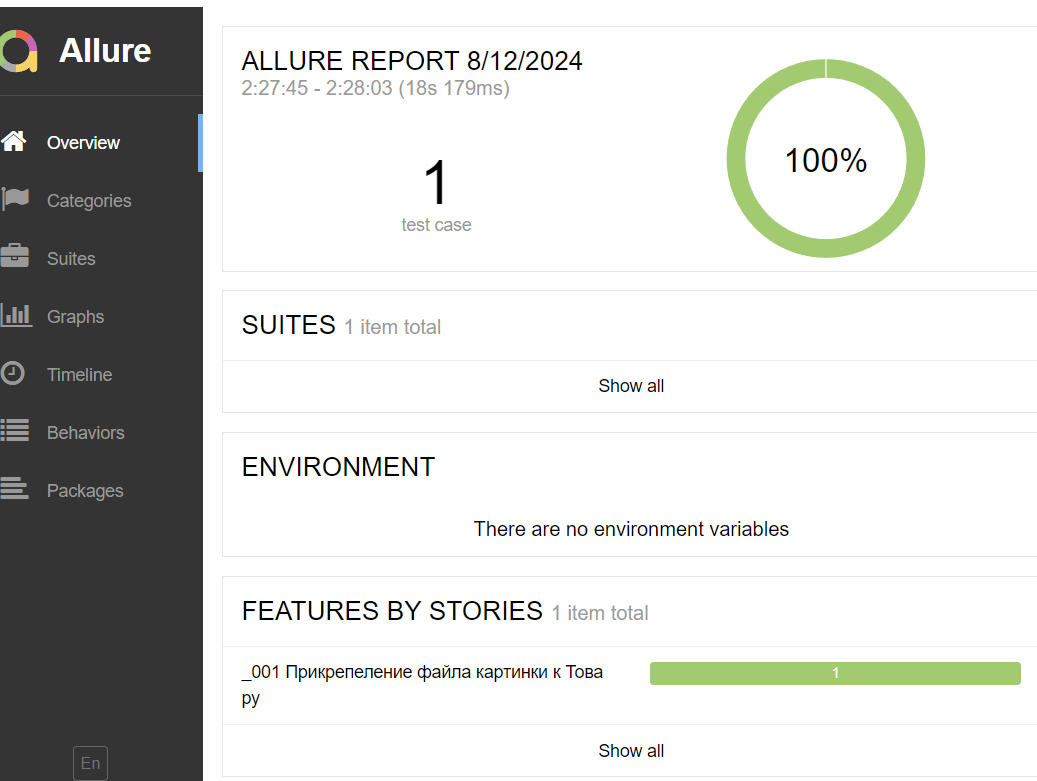 Allure
Overview
Categories
Suites
Graphs
Timeline
Behaviors
Packages
En
ALLURE REPORT 8/12/2024
2:27:45 - 2:28:03 (18s 179ms)
1
test case
100%
SUITES 1 item total
Show all
ENVIRONMENT
There are no environment variables
FEATURES BY STORIES 1 item total
_001 Прикрепеление файла картинки к Това
ру
1
Show all